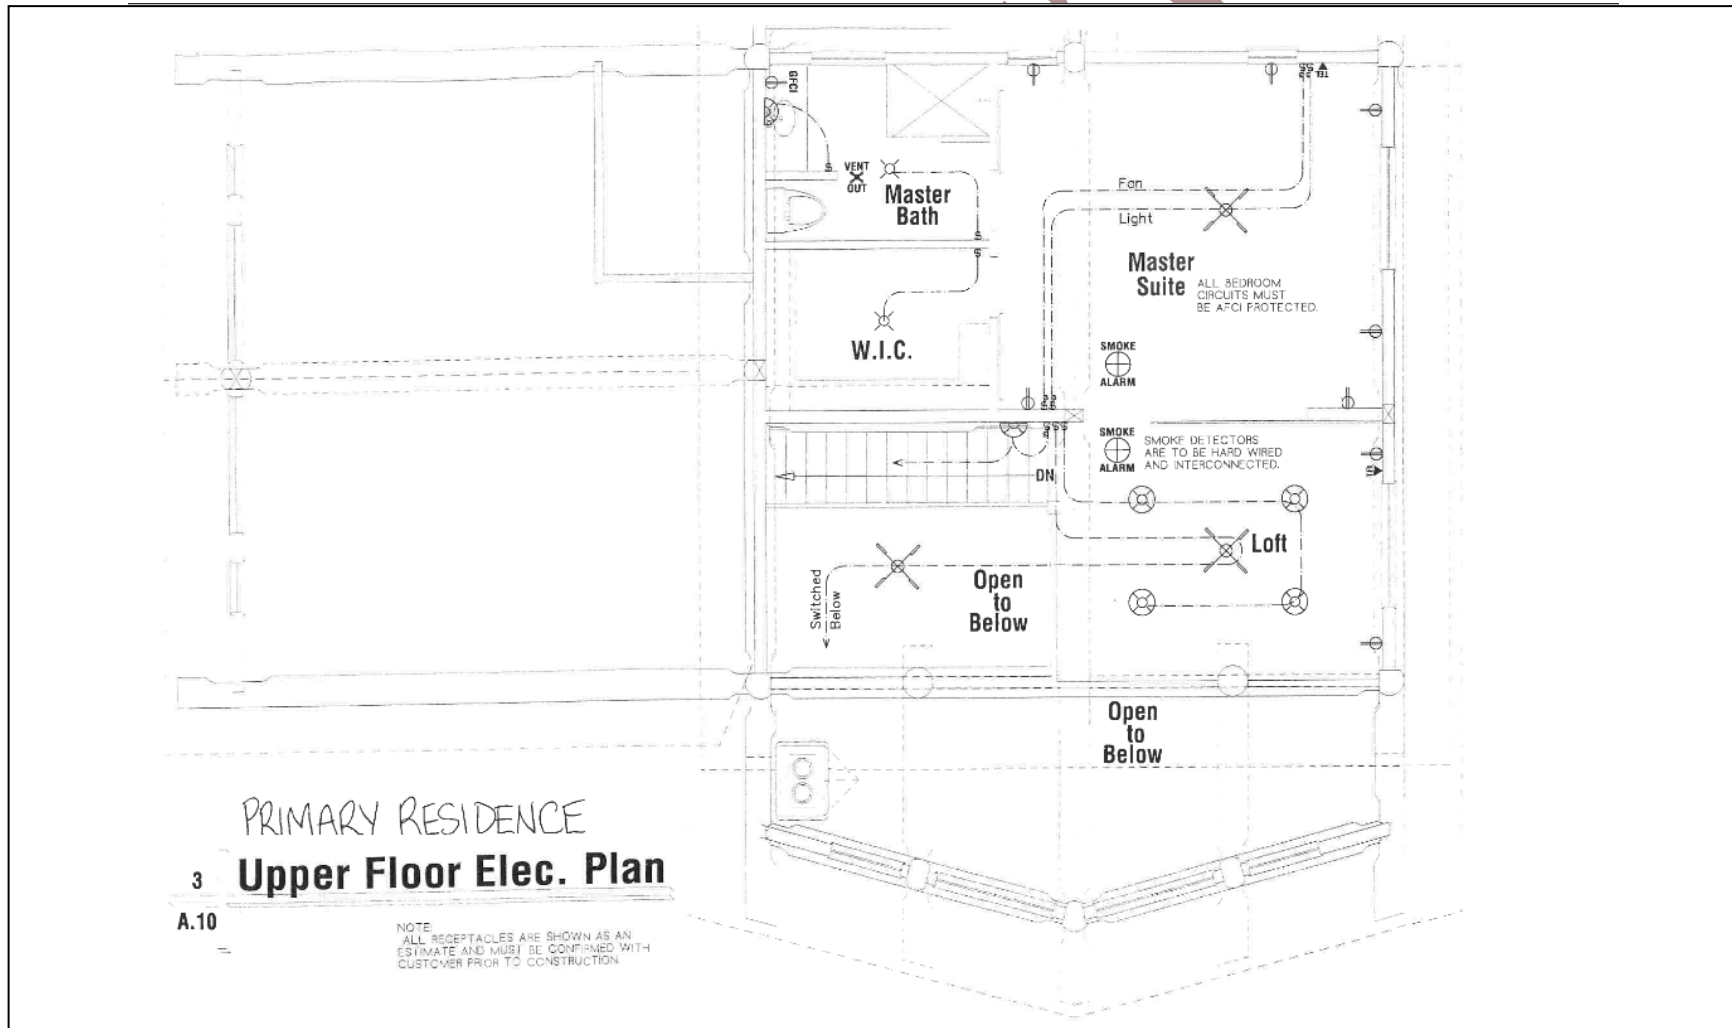 GFCI
TEL
S
VENT
OUT
Master
Bath
Fan
Light
S
S
Master
Suite
ALL BEDROOM
CIRCUITS MUST
BE AFCI PROTECTED.
W.I.C.
SMOKE
ALARM
SMOKE
ALARM
SMOKE DETECTORS
ARE TO BE HARD WIRED
AND INTERCONNECTED.
DN
Loft
Switched
Below
Open
to
Below
Open
to
Below
PRIMARY RESIDENCE
3 Upper Floor Elec. Plan
A.10
NOTE:
ALL RECEPTACLES ARE SHOWN AS AN
ESTIMATE AND MUST BE CONFIRMED WITH
CUSTOMER PRIOR TO CONSTRUCTION.